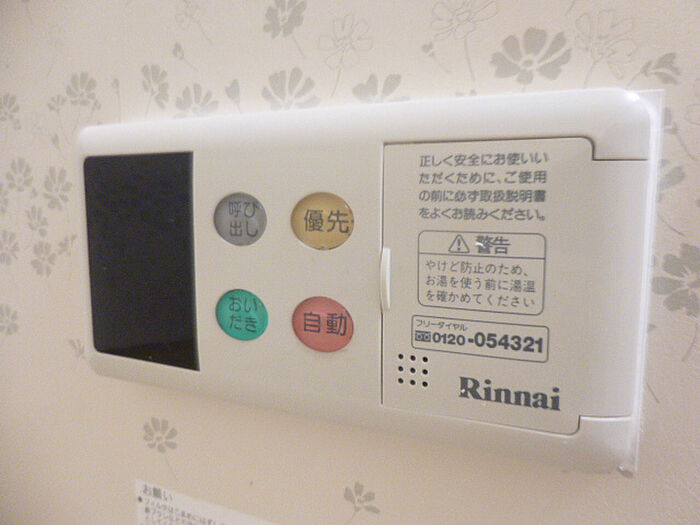 呼び
出し
優先
おい
だき
自動
正しく安全にお使いい
ただくために、ご使用
の前に必ず取扱説明書
をよくお読みください。
警告
やけど防止のため、
お湯を使う前に湯温
を確かめてください
フリーダイヤル
0120-054321
Rinnai
お願い